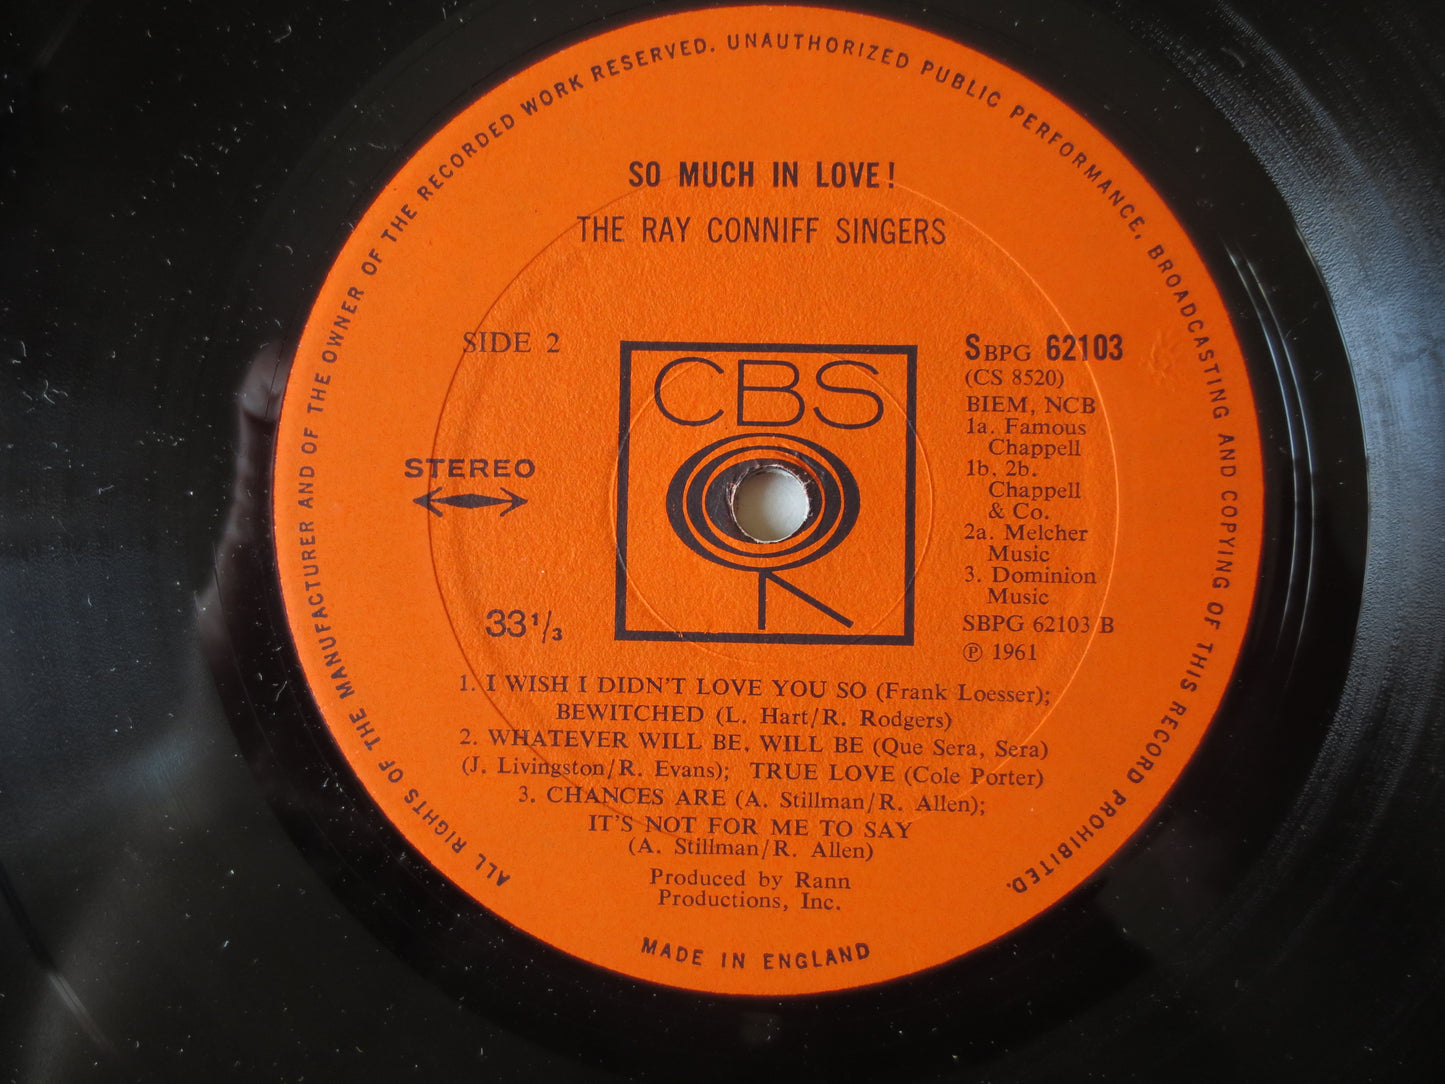 ALL RIGHTS OF THE MANUFACTURER AND OF THE OWNER OF THE RECORDED WORK RESERVED. UNAUTHORIZED PUBLIC PERFORMANCE, BROADCASTING AND COPYING OF THIS RECORD PROHIBITED.
SO MUCH IN LOVE!
THE RAY CONNIFF SINGERS
SIDE 2
STEREO
33 1/3
CBS
SBPG 62103
(CS 8520)
BIEM, NCB
1a. Famous
Chappell
1b. 2b.
Chappell
& Co.
2a. Melcher
Music
3. Dominion
Music
SBPG 62103 B
℗ 1961
1. I WISH I DIDN'T LOVE YOU SO (Frank Loesser);
BEWITCHED (L. Hart/R. Rodgers)
2. WHATEVER WILL BE, WILL BE (Que Sera, Sera)
(J. Livingston/R. Evans); TRUE LOVE (Cole Porter)
3. CHANCES ARE (A. Stillman/R. Allen);
IT'S NOT FOR ME TO SAY
(A. Stillman/R. Allen)
Produced by Rann
Productions, Inc.
MADE IN ENGLAND